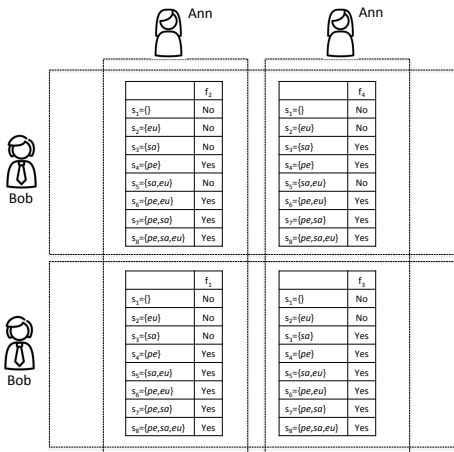 Ann Ann
f₂
s₁={} No
s₂={eu} No
s₃={sa} No
s₄={pe} Yes
s₅={sa,eu} No
s₆={pe,eu} Yes
s₇={pe,sa} Yes
s₈={pe,sa,eu} Yes
f₄
s₁={} No
s₂={eu} No
s₃={sa} Yes
s₄={pe} Yes
s₅={sa,eu} No
s₆={pe,eu} Yes
s₇={pe,sa} Yes
s₈={pe,sa,eu} Yes
Bob
f₁
s₁={} No
s₂={eu} No
s₃={sa} No
s₄={pe} Yes
s₅={sa,eu} Yes
s₆={pe,eu} Yes
s₇={pe,sa} Yes
s₈={pe,sa,eu} Yes
f₃
s₁={} No
s₂={eu} No
s₃={sa} Yes
s₄={pe} Yes
s₅={sa,eu} Yes
s₆={pe,eu} Yes
s₇={pe,sa} Yes
s₈={pe,sa,eu} Yes
Bob